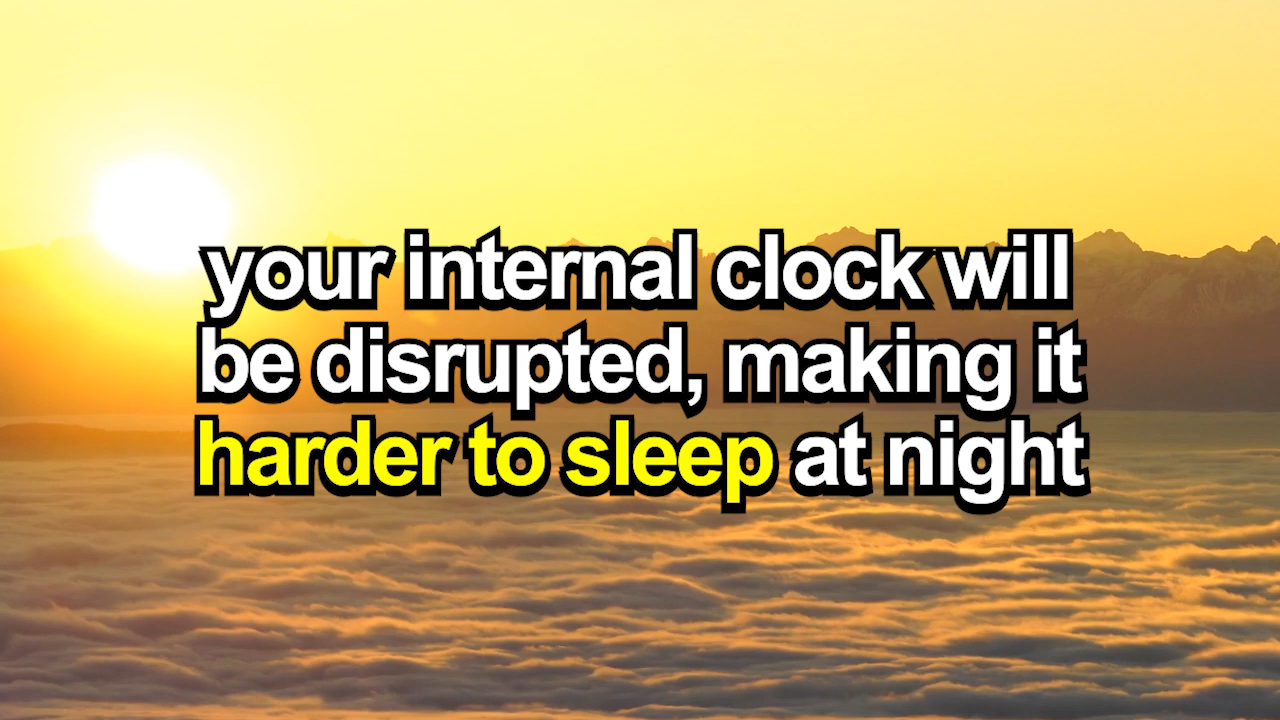 your internal clock will
be disrupted, making it
harder to sleep at night